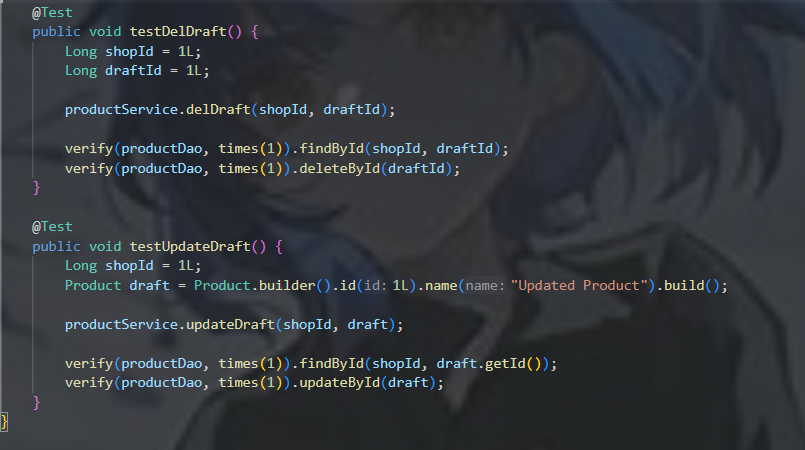 @Test
public void testDelDraft() {
Long shopId = 1L;
Long draftId = 1L;
productService.delDraft(shopId, draftId);
verify(productDao, times(1)).findById(shopId, draftId);
verify(productDao, times(1)).deleteById(draftId);
}
@Test
public void testUpdateDraft() {
Long shopId = 1L;
Product draft = Product.builder().id(id: 1L).name(name: "Updated Product").build();
productService.updateDraft(shopId, draft);
verify(productDao, times(1)).findById(shopId, draft.getId());
verify(productDao, times(1)).updateById(draft);
}
}